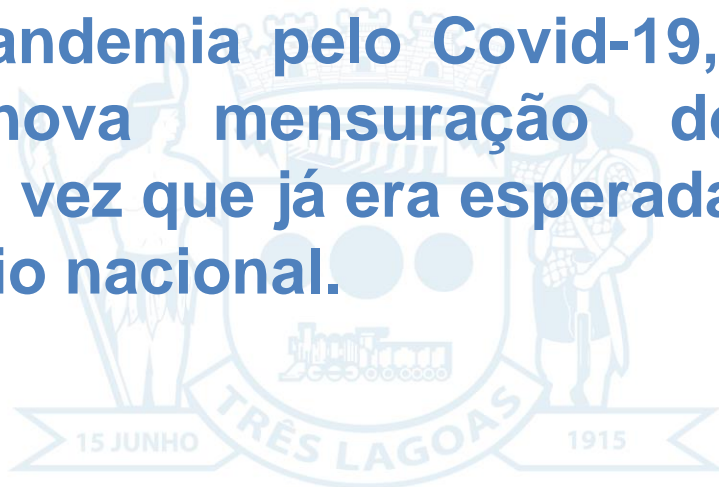 andemia pelo Covid-19,
nova mensuração de
vez que já era esperada
io nacional.
15 JUNHO
TRÊS LAGOAS
1915